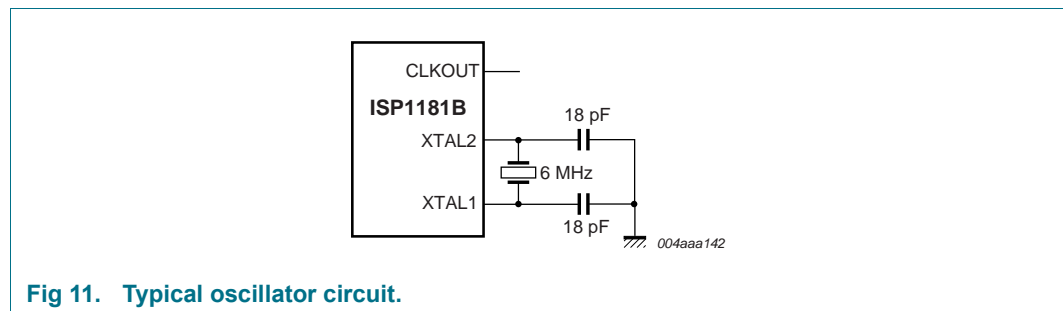 CLKOUT
ISP1181B
18 pF
XTAL2
6 MHz
XTAL1
18 pF
004aaa142
Fig 11. Typical oscillator circuit.